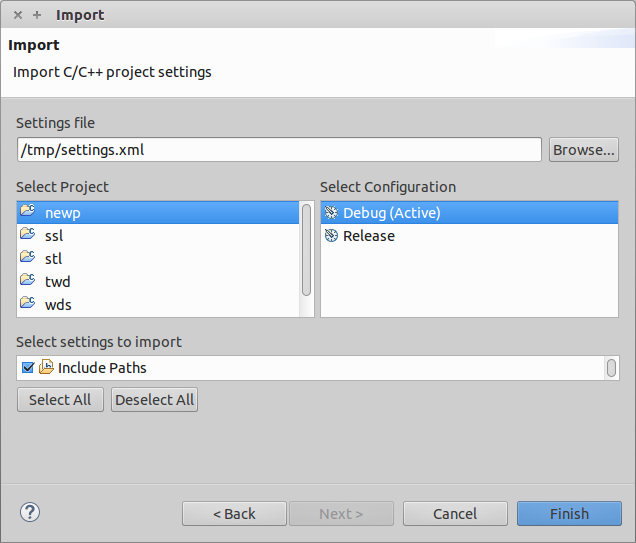 Import
Import
Import C/C++ project settings
Settings file
/tmp/settings.xml Browse...
Select Project Select Configuration
newp Debug (Active)
ssl Release
stl
twd
wds
Select settings to import
Include Paths
Select All Deselect All
? < Back Next > Cancel Finish